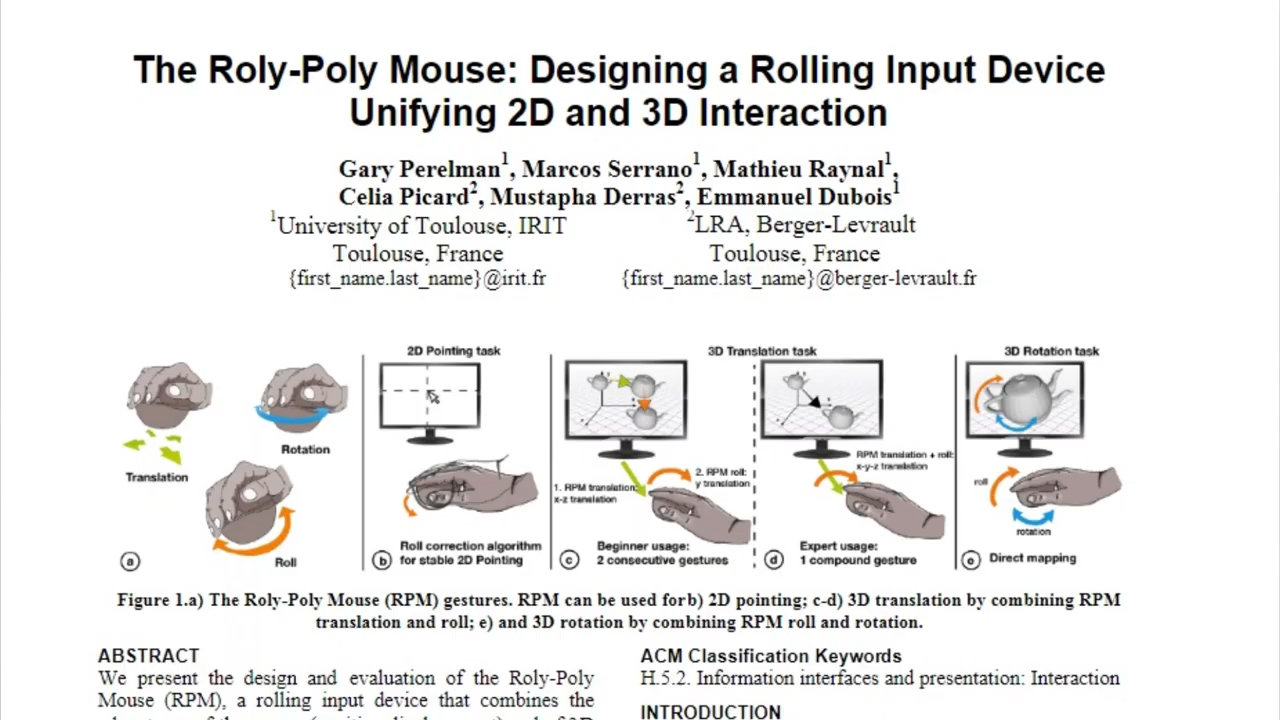 The Roly-Poly Mouse: Designing a Rolling Input Device
Unifying 2D and 3D Interaction
Gary Perelman1, Marcos Serrano1, Mathieu Raynal1,
Celia Picard2, Mustapha Derras2, Emmanuel Dubois1
1University of Toulouse, IRIT
Toulouse, France
{first_name.last_name}@irit.fr
2LRA, Berger-Levrault
Toulouse, France
{first_name.last_name}@berger-levrault.fr
Translation
Rotation
Roll
a
2D Pointing task
Roll correction algorithm
for stable 2D Pointing
b
3D Translation task
1. RPM translation:
x-z translation
2. RPM roll:
y translation
Beginner usage:
2 consecutive gestures
c
RPM translation + roll:
x-y-z translation
Expert usage:
1 compound gesture
d
3D Rotation task
roll
rotation
Direct mapping
e
Figure 1.a) The Roly-Poly Mouse (RPM) gestures. RPM can be used forb) 2D pointing; c-d) 3D translation by combining RPM
translation and roll; e) and 3D rotation by combining RPM roll and rotation.
ABSTRACT
We present the design and evaluation of the Roly-Poly
Mouse (RPM), a rolling input device that combines the
ACM Classification Keywords
H.5.2. Information interfaces and presentation: Interaction
INTRODUCTION